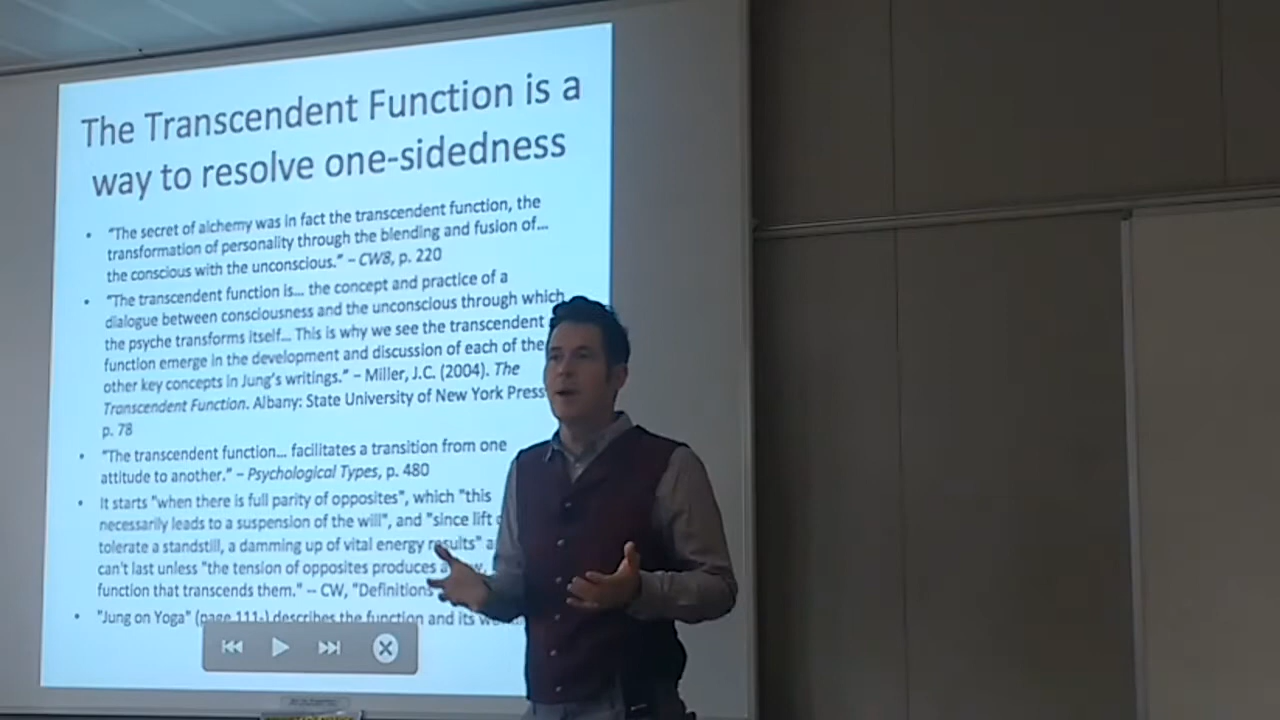 The Transcendent Function is a
way to resolve one-sidedness
• "The secret of alchemy was in fact the transcendent function, the
transformation of personality through the blending and fusion of...
the conscious with the unconscious." – CW8, p. 220
• "The transcendent function is... the concept and practice of a
dialogue between consciousness and the unconscious through which
the psyche transforms itself... This is why we see the transcendent
function emerge in the development and discussion of each of the
other key concepts in Jung's writings." – Miller, J.C. (2004). The
Transcendent Function. Albany: State University of New York Press
p. 78
• "The transcendent function... facilitates a transition from one
attitude to another." – Psychological Types, p. 480
• It starts "when there is full parity of opposites", which "this
necessarily leads to a suspension of the will", and "since lift
tolerate a standstill, a damming up of vital energy results"
can't last unless "the tension of opposites produces a
function that transcends them." -- CW, "Definitions
• "Jung on Yoga" (page 111-) describes the function and its